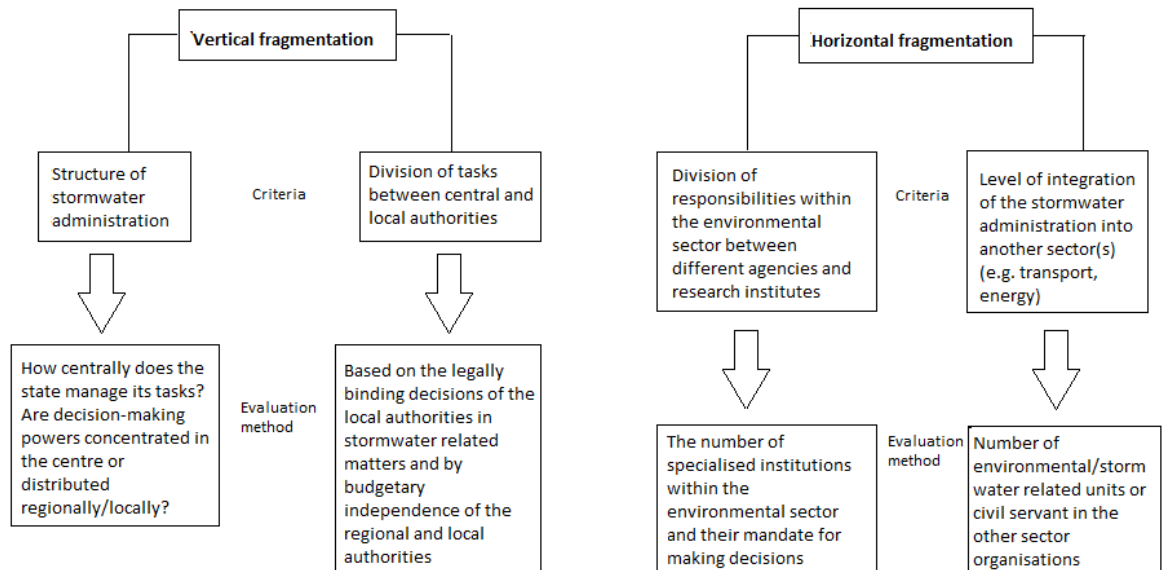 Vertical fragmentation
Structure of
stormwater
administration
Criteria
Division of tasks
between central and
local authorities
How centrally does the
state manage its tasks?
Are decision-making
powers concentrated in
the centre or
distributed
regionally/locally?
Evaluation
method
Based on the legally
binding decisions of the
local authorities in
stormwater related
matters and by
budgetary
independence of the
regional and local
authorities
Horizontal fragmentation
Division of
responsibilities within
the environmental
sector between
different agencies and
research institutes
Criteria
Level of integration
of the stormwater
administration into
another sector(s)
(e.g. transport,
energy)
The number of
specialised institutions
within the
environmental sector
and their mandate for
making decisions
Evaluation
method
Number of
environmental/storm
water related units or
civil servant in the
other sector
organisations